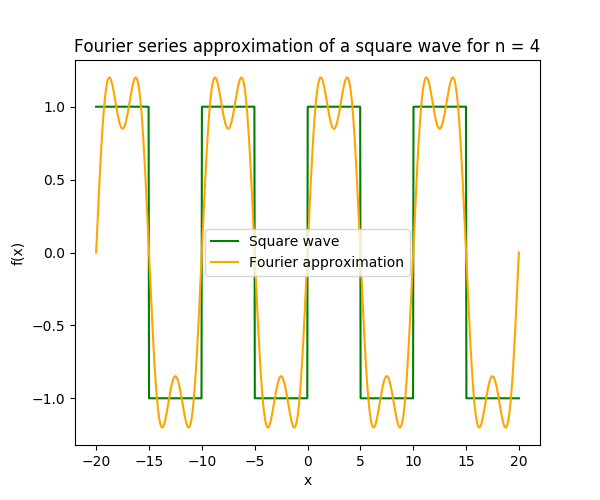 Fourier series approximation of a square wave for n = 4
1.0
0.5
0.0
−0.5
−1.0
f(x)
Square wave
Fourier approximation
−20 −15 −10 −5 0 5 10 15 20
x